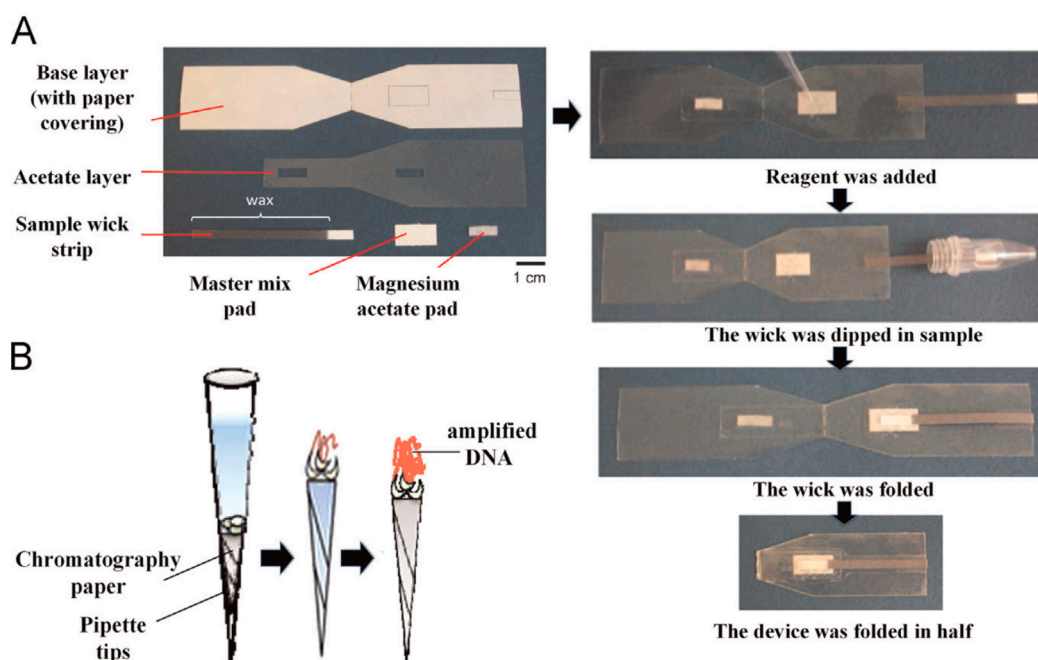 A
Base layer
(with paper
covering)
Acetate layer
wax
Sample wick
strip
Master mix
pad
Magnesium
acetate pad
1 cm
Reagent was added
The wick was dipped in sample
The wick was folded
The device was folded in half
B
Chromatography
paper
Pipette
tips
amplified
DNA